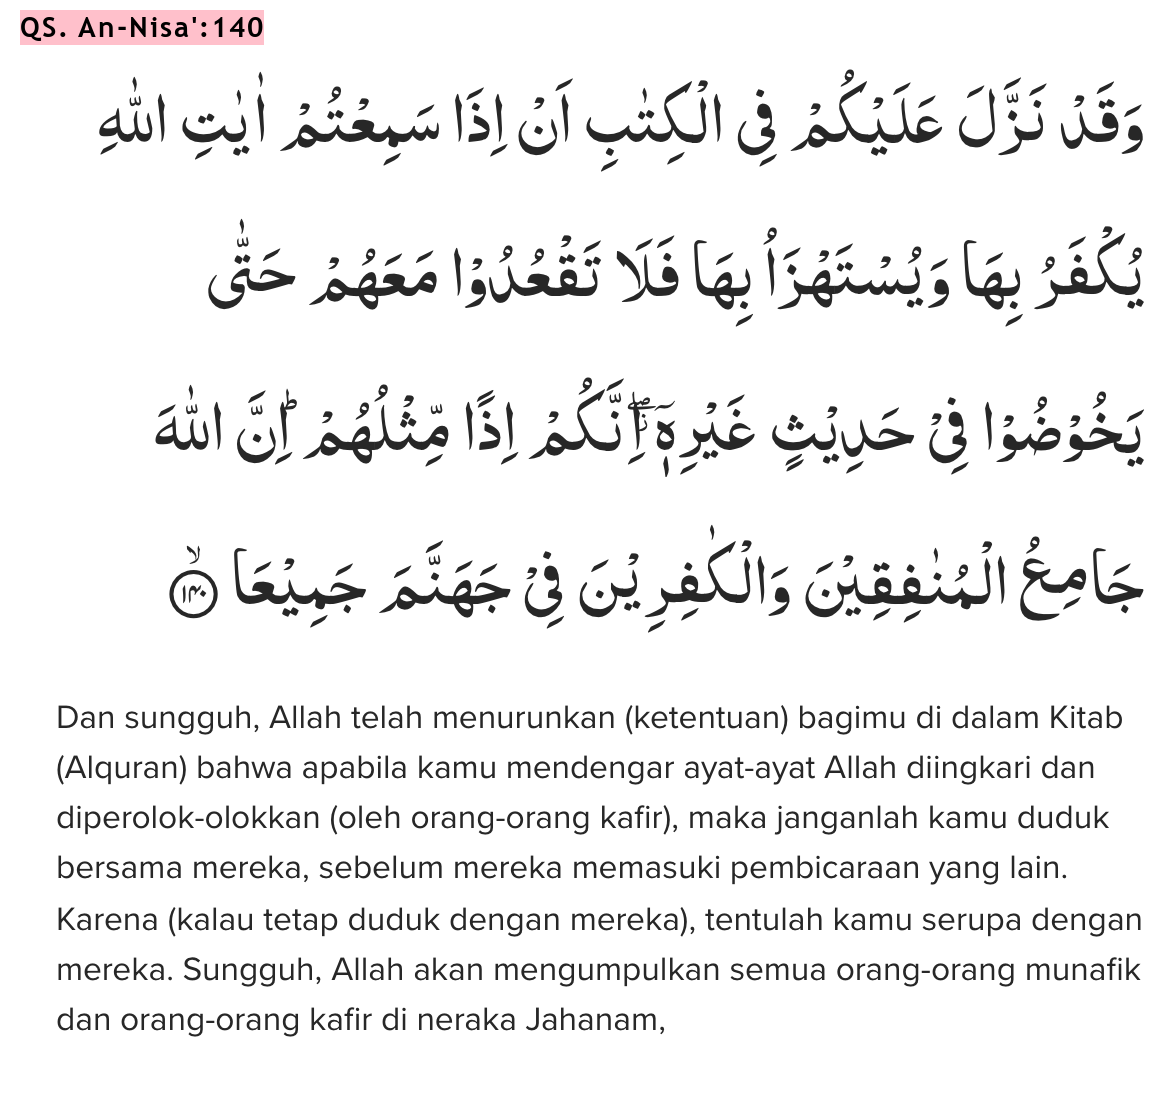 QS. An-Nisa':140
وَقَدْ نَزَّلَ عَلَيْكُمْ فِى الْكِتٰبِ اَنْ اِذَا سَمِعْتُمْ اٰيٰتِ اللّٰهِ
يُكْفَرُ بِهَا وَيُسْتَهْزَاُ بِهَا فَلَا تَقْعُدُوْا مَعَهُمْ حَتّٰى
يَخُوْضُوْا فِيْ حَدِيْثٍ غَيْرِهٖٓ ۖاِنَّكُمْ اِذًا مِّثْلُهُمْ ۗاِنَّ اللّٰهَ
جَامِعُ الْمُنٰفِقِيْنَ وَالْكٰفِرِيْنَ فِيْ جَهَنَّمَ جَمِيْعًاۙ ١٤٠
Dan sungguh, Allah telah menurunkan (ketentuan) bagimu di dalam Kitab
(Alquran) bahwa apabila kamu mendengar ayat-ayat Allah diingkari dan
diperolok-olokkan (oleh orang-orang kafir), maka janganlah kamu duduk
bersama mereka, sebelum mereka memasuki pembicaraan yang lain.
Karena (kalau tetap duduk dengan mereka), tentulah kamu serupa dengan
mereka. Sungguh, Allah akan mengumpulkan semua orang-orang munafik
dan orang-orang kafir di neraka Jahanam,